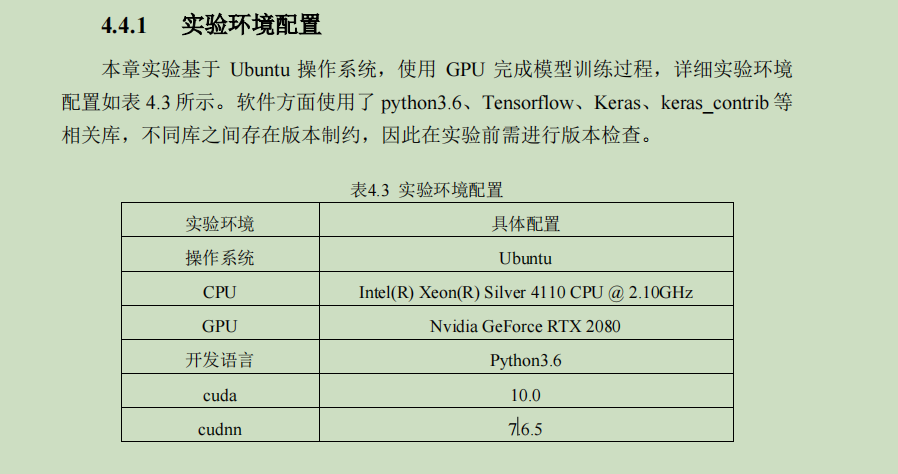 4.4.1 实验环境配置
本章实验基于 Ubuntu 操作系统，使用 GPU 完成模型训练过程，详细实验环境
配置如表 4.3 所示。软件方面使用了 python3.6、Tensorflow、Keras、keras_contrib 等
相关库，不同库之间存在版本制约，因此在实验前需进行版本检查。
表4.3 实验环境配置
实验环境 具体配置
操作系统 Ubuntu
CPU Intel(R) Xeon(R) Silver 4110 CPU @ 2.10GHz
GPU Nvidia GeForce RTX 2080
开发语言 Python3.6
cuda 10.0
cudnn 7.6.5